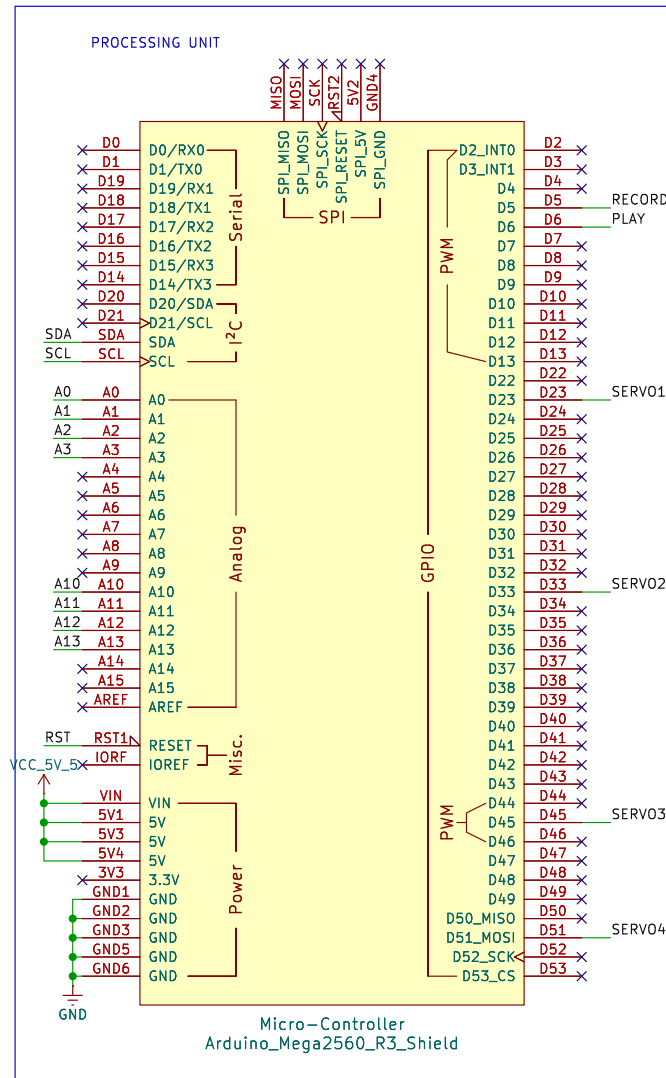 PROCESSING UNIT
MISO MOSI SCK RST2 5V2 GND4
SPI_MISO SPI_MOSI SPI_SCK SPI_RESET SPI_5V SPI_GND
SPI
D0 D0/RX0 D2_INT0 D2
D1 D1/TX0 D3_INT1 D3
D19 D19/RX1 D4 D4
D18 D18/TX1 D5 D5 RECORD
D17 D17/RX2 D6 D6 PLAY
D16 D16/TX2 D7 D7
D15 D15/RX3 D8 D8
D14 D14/TX3 D9 D9
Serial
PWM
D20 D20/SDA D10 D10
D21 D21/SCL D11 D11
SDA SDA SDA D12 D12
SCL SCL SCL D13 D13
I²C
D22 D22
A0 A0 A0 D23 D23 SERVO1
A1 A1 A1 D24 D24
A2 A2 A2 D25 D25
A3 A3 A3 D26 D26
A4 A4 D27 D27
A5 A5 D28 D28
A6 A6 D29 D29
A7 A7 D30 D30
A8 A8 D31 D31
A9 A9 D32 D32
Analog
GPIO
A10 A10 A10 D33 D33 SERVO2
A11 A11 A11 D34 D34
A12 A12 A12 D35 D35
A13 A13 A13 D36 D36
A14 A14 D37 D37
A15 A15 D38 D38
AREF AREF D39 D39
D40 D40
RST RST1 RESET D41 D41
VCC_5V_5 IORF IOREF D42 D42
Misc.
D43 D43
VIN VIN D44 D44
5V1 5V D45 D45 SERVO3
5V3 5V D46 D46
PWM
5V4 5V D47 D47
3V3 3.3V D48 D48
GND1 GND D49 D49
GND2 GND D50_MISO D50
GND3 GND D51_MOSI D51 SERVO4
GND5 GND D52_SCK D52
GND6 GND D53_CS D53
Power
GND
Micro-Controller
Arduino_Mega2560_R3_Shield